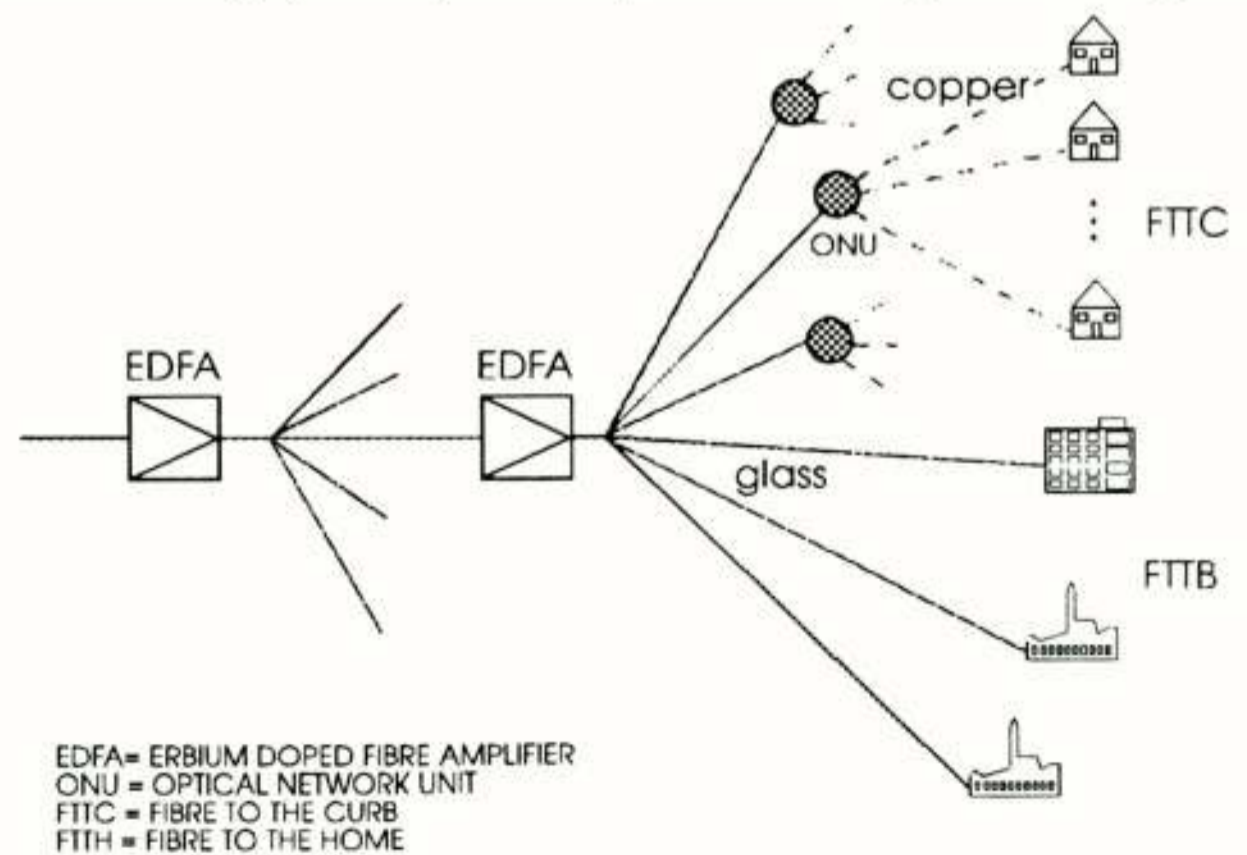 copper
FTTC
ONU
EDFA
EDFA
glass
FTTB
EDFA= ERBIUM DOPED FIBRE AMPLIFIER
ONU = OPTICAL NETWORK UNIT
FTTC = FIBRE TO THE CURB
FTTH = FIBRE TO THE HOME